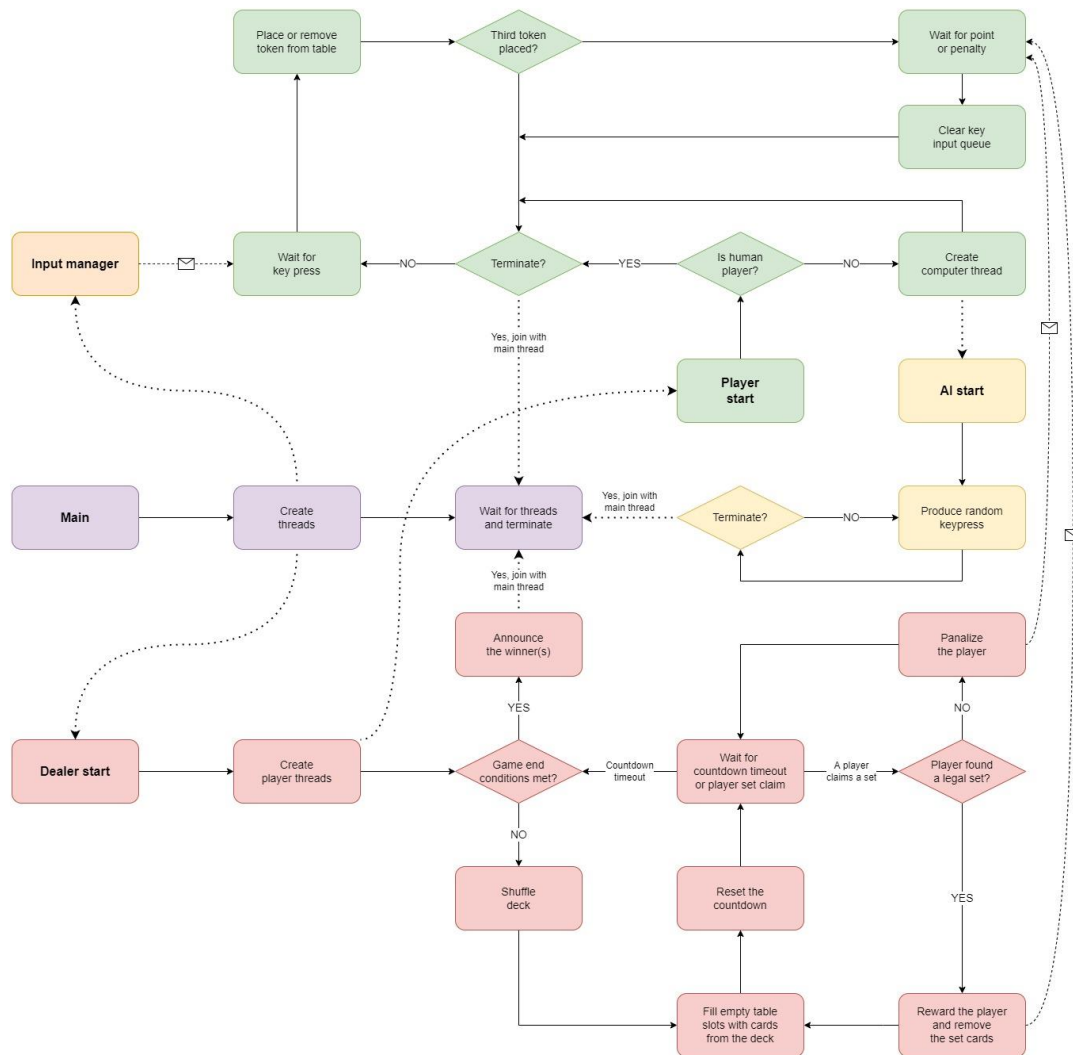 Place or remove
token from table
Third token
placed?
Wait for point
or penalty
Clear key
input queue
Input manager
Wait for
key press
NO
Terminate?
YES
Is human
player?
NO
Create
computer thread
Yes, join with
main thread
Player
start
AI start
Main
Create
threads
Wait for threads
and terminate
Yes, join with
main thread
Terminate?
NO
Produce random
keypress
Yes, join with
main thread
Announce
the winner(s)
Panalize
the player
YES
NO
Dealer start
Create
player threads
Game end
conditions met?
Countdown
timeout
Wait for
countdown timeout
or player set claim
A player
claims a set
Player found
a legal set?
NO
Shuffle
deck
Reset the
countdown
YES
Fill empty table
slots with cards
from the deck
Reward the player
and remove
the set cards